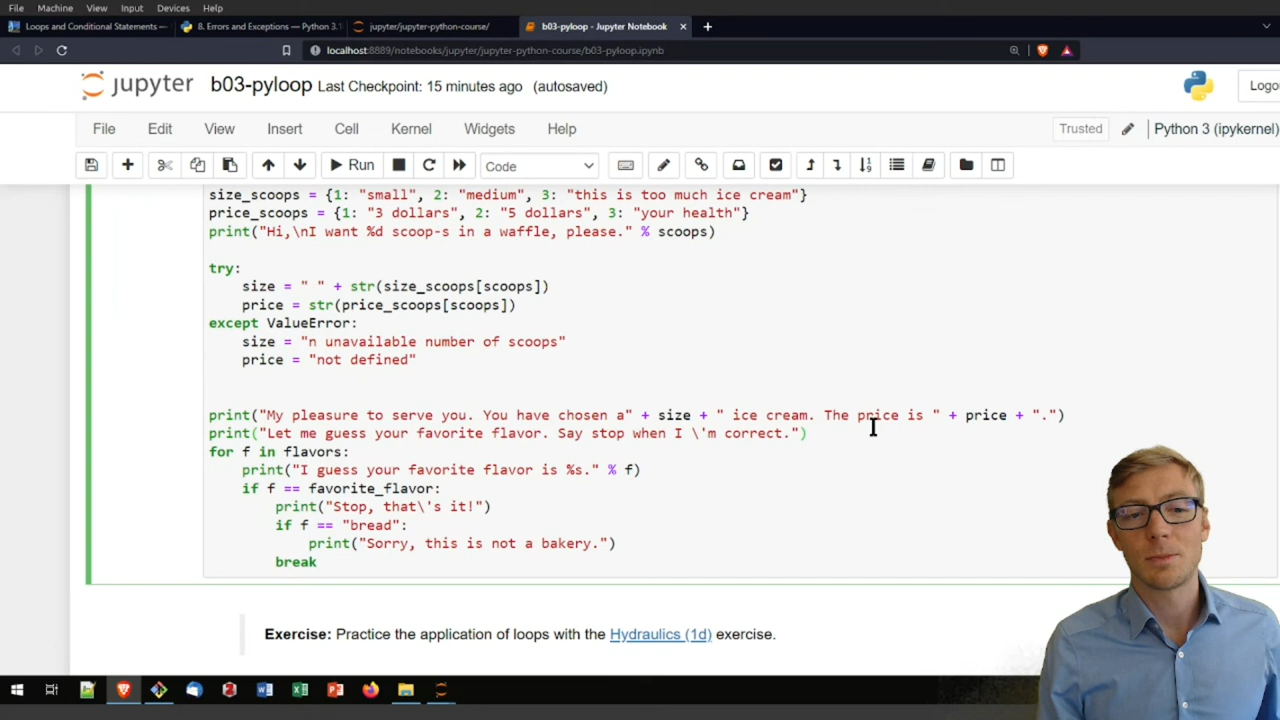 File Machine View Input Devices Help
Loops and Conditional Statements — 8. Errors and Exceptions — Python 3.1 jupyter/jupyter-python-course/ b03-pyloop - Jupyter Notebook
localhost:8889/notebooks/jupyter/jupyter-python-course/b03-pyloop.ipynb
jupyter b03-pyloop Last Checkpoint: 15 minutes ago (autosaved) Logo
File Edit View Insert Cell Kernel Widgets Help Trusted Python 3 (ipykernel)
Run Code
size_scoops = {1: "small", 2: "medium", 3: "this is too much ice cream"}
price_scoops = {1: "3 dollars", 2: "5 dollars", 3: "your health"}
print("Hi,\nI want %d scoop-s in a waffle, please." % scoops)
try:
    size = " " + str(size_scoops[scoops])
    price = str(price_scoops[scoops])
except ValueError:
    size = "n unavailable number of scoops"
    price = "not defined"
print("My pleasure to serve you. You have chosen a" + size + " ice cream. The price is " + price + ".")
print("Let me guess your favorite flavor. Say stop when I \'m correct.")
for f in flavors:
    print("I guess your favorite flavor is %s." % f)
    if f == favorite_flavor:
        print("Stop, that\'s it!")
        if f == "bread":
            print("Sorry, this is not a bakery.")
        break
Exercise: Practice the application of loops with the Hydraulics (1d) exercise.